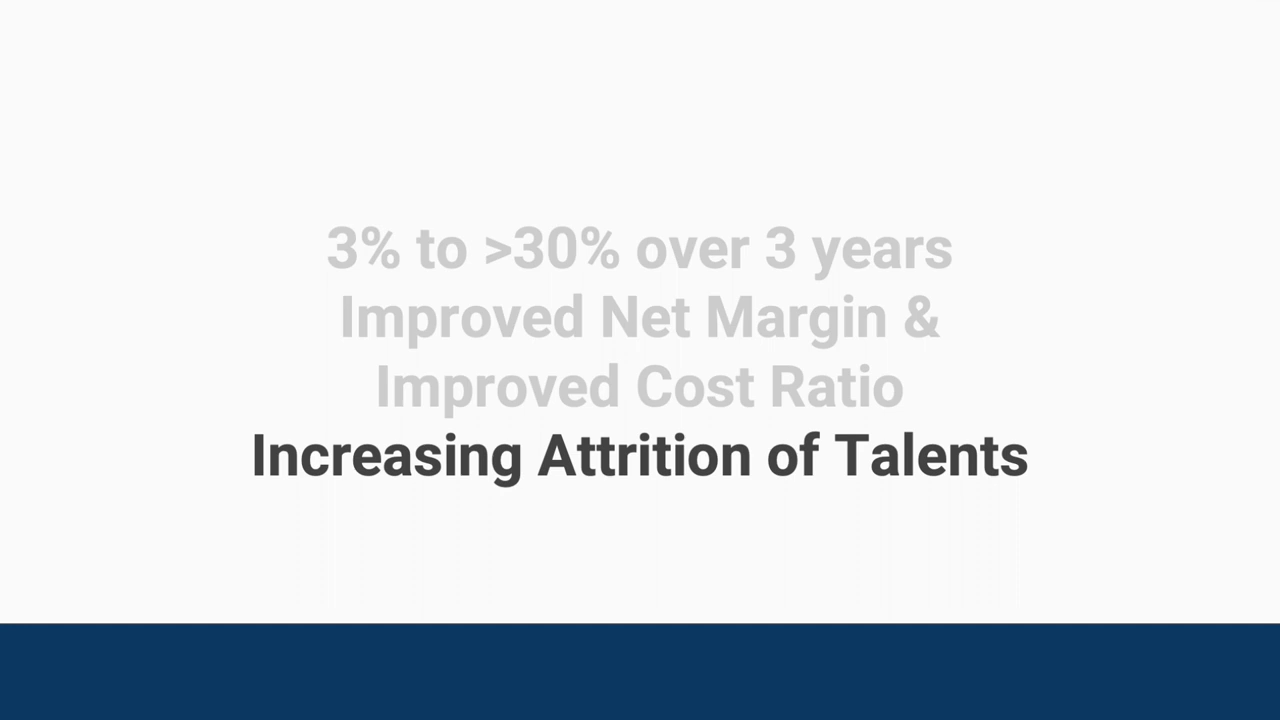 3% to >30% over 3 years
Improved Net Margin &
Improved Cost Ratio
Increasing Attrition of Talents